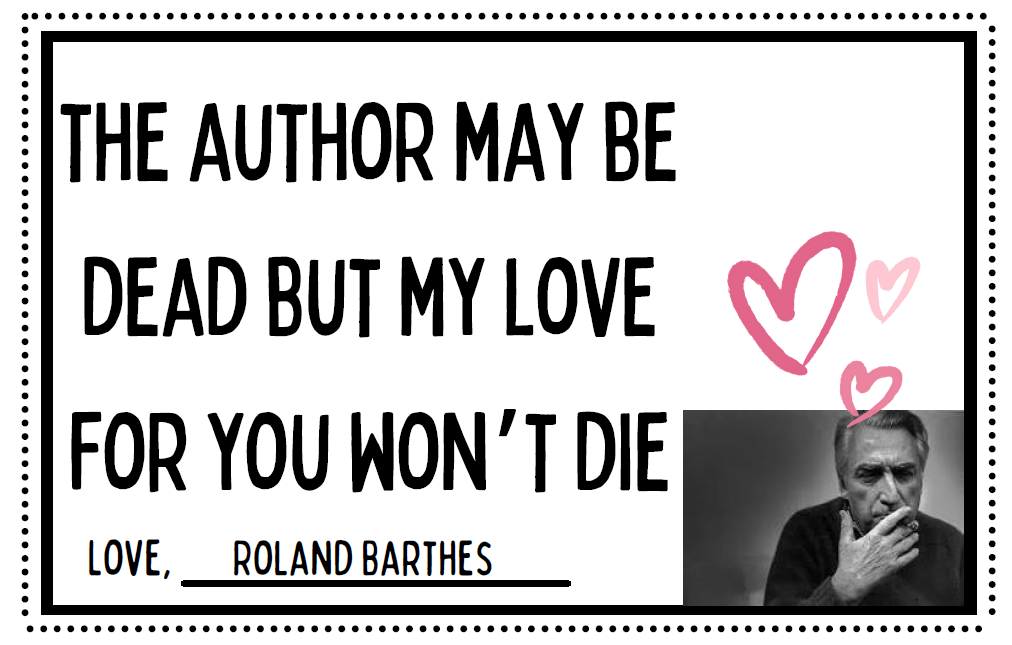 THE AUTHOR MAY BE
DEAD BUT MY LOVE
FOR YOU WON'T DIE
LOVE, ROLAND BARTHES